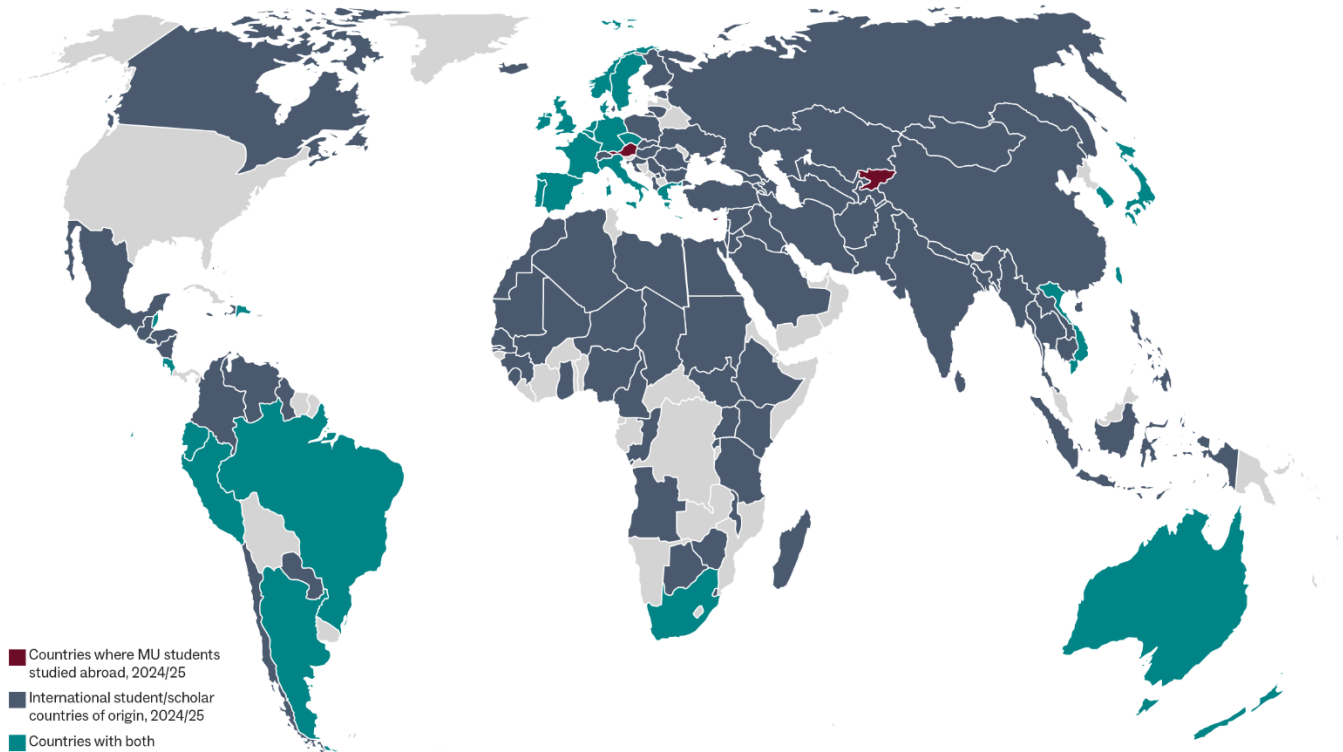 Countries where MU students
studied abroad, 2024/25
International student/scholar
countries of origin, 2024/25
Countries with both